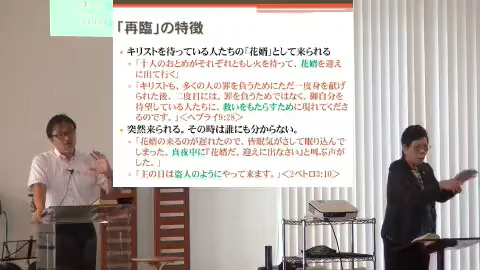 「再臨」の特徴
キリストを待っている人たちの「花婿」として来られる
「十人のおとめがそれぞれともし火を持って、花婿を迎え
に出て行く」
「キリストも、多くの人の罪を負うためにただ一度身を献げ
られた後、二度目には、罪を負うためではなく、御自分を
待望している人たちに、救いをもたらすために現れてくださ
るのです。」<ヘブライ9:28>
突然来られる。その時は誰にも分からない。
「花婿の来るのが遅れたので、皆眠気がさして眠り込んで
しまった。真夜中に『花婿だ。迎えに出なさい』と叫ぶ声が
した。」
「主の日は盗人のようにやって来ます。」<2ペトロ3:10>